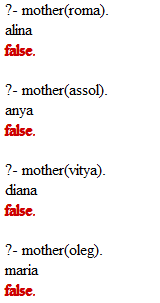 ?- mother(roma).
alina
false.
?- mother(assol).
anya
false.
?- mother(vitya).
diana
false.
?- mother(oleg).
maria
false.